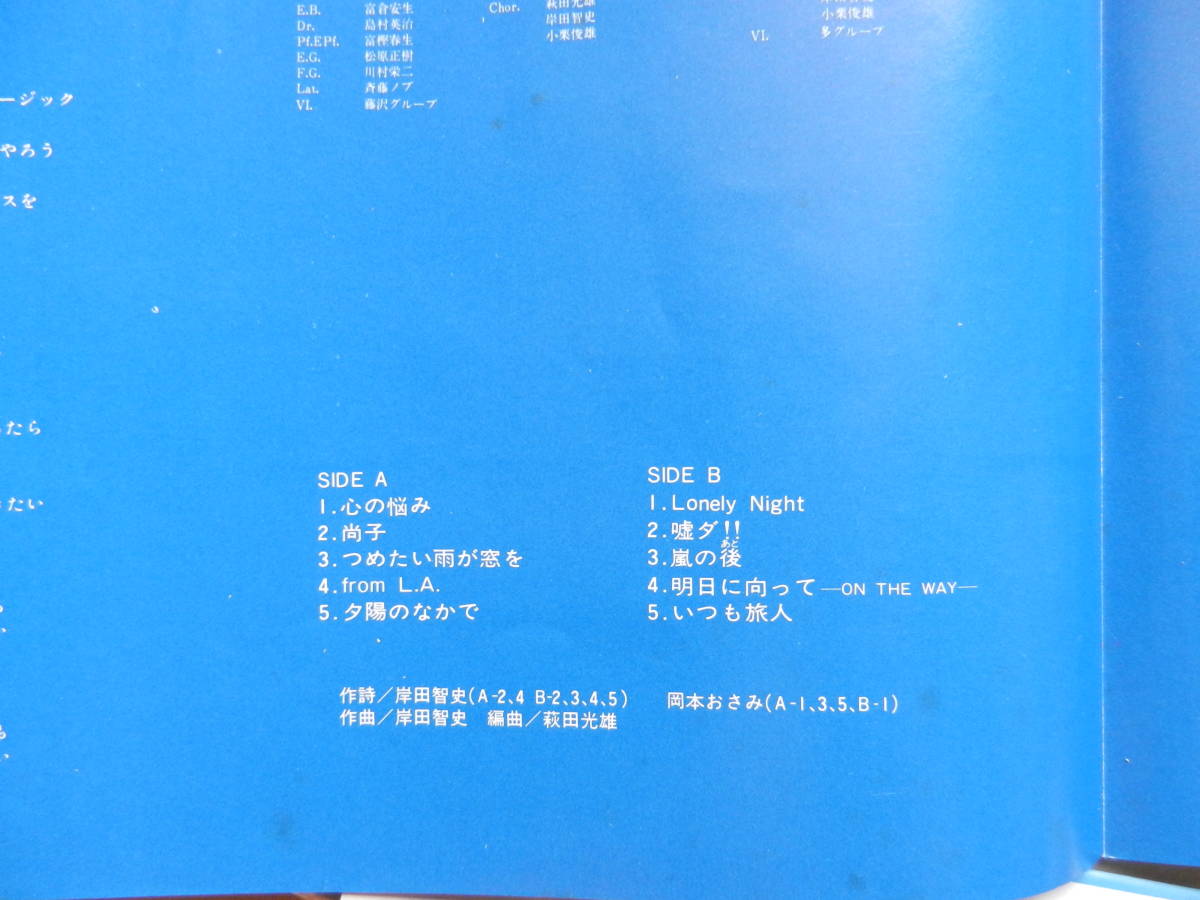 E.B. 富倉安生
Dr. 島村英治
Pf.EPf. 富樫春生
E.G. 松原正樹
F.G. 川村栄二
Lat. 斉藤ノブ
VI. 藤沢グループ
Chor. 萩田光雄
岸田智史
小栗俊雄
小栗俊雄
VI. 多グループ
ージック
やろう
スを
たら
たい
SIDE A
1.心の悩み
2.尚子
3.つめたい雨が窓を
4.from L.A.
5.夕陽のなかで
SIDE B
1.Lonely Night
2.嘘ダ!!
3.嵐の後
あと
4.明日に向って—ON THE WAY—
5.いつも旅人
作詩/岸田智史(A-2、4 B-2、3、4、5) 岡本おさみ(A-1、3、5、B-1)
作曲/岸田智史 編曲/萩田光雄